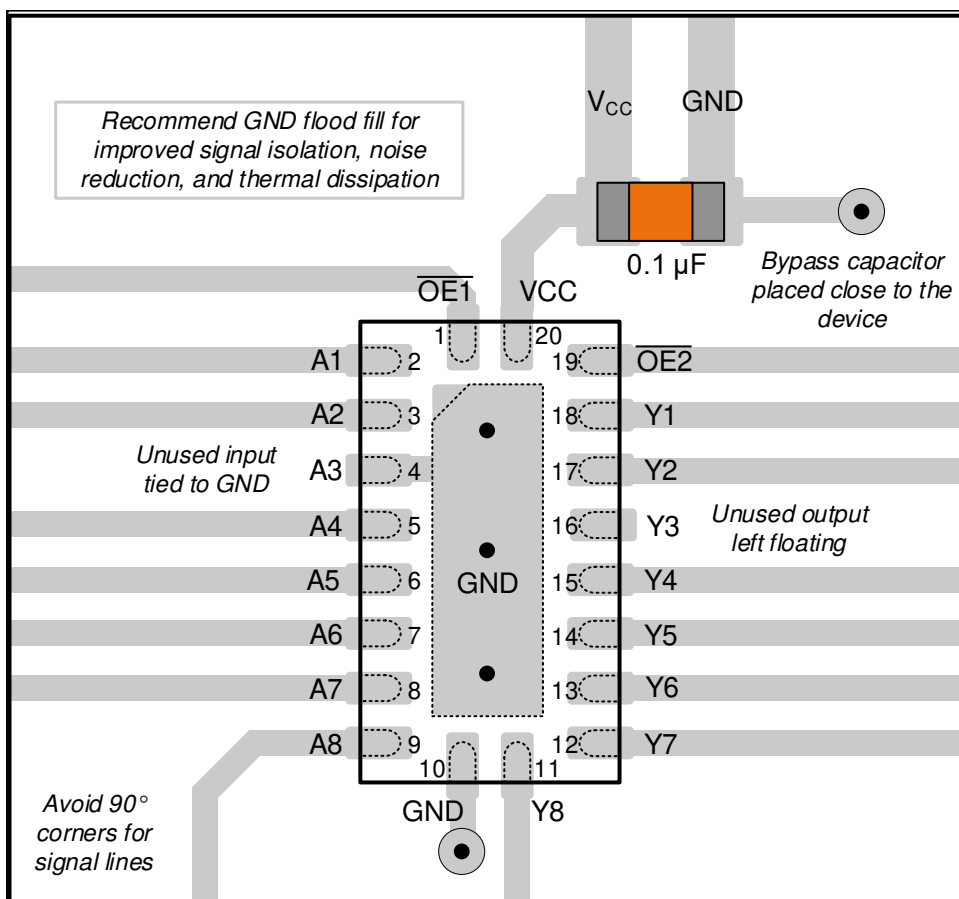 V_CC GND
Recommend GND flood fill for
improved signal isolation, noise
reduction, and thermal dissipation
0.1 µF
Bypass capacitor
placed close to the
device
O̅E̅1̅ VCC
1 20
A1 2 19 O̅E̅2̅
A2 3 18 Y1
Unused input
tied to GND
A3 4 17 Y2
A4 5 16 Y3
Unused output
left floating
A5 6 GND 15 Y4
A6 7 14 Y5
A7 8 13 Y6
A8 9 12 Y7
10 11
GND Y8
Avoid 90°
corners for
signal lines